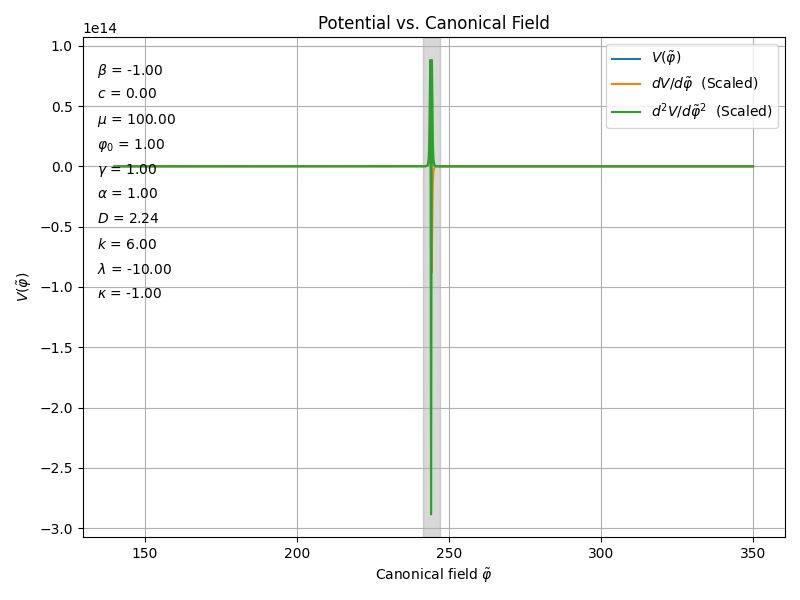 Potential vs. Canonical Field
1e14
1.0
0.5
0.0
−0.5
−1.0
−1.5
−2.0
−2.5
−3.0
V(φ̃)
β = -1.00
c = 0.00
μ = 100.00
φ₀ = 1.00
γ = 1.00
α = 1.00
D = 2.24
k = 6.00
λ = -10.00
κ = -1.00
V(φ̃)
dV/dφ̃ (Scaled)
d²V/dφ̃² (Scaled)
150
200
250
300
350
Canonical field φ̃